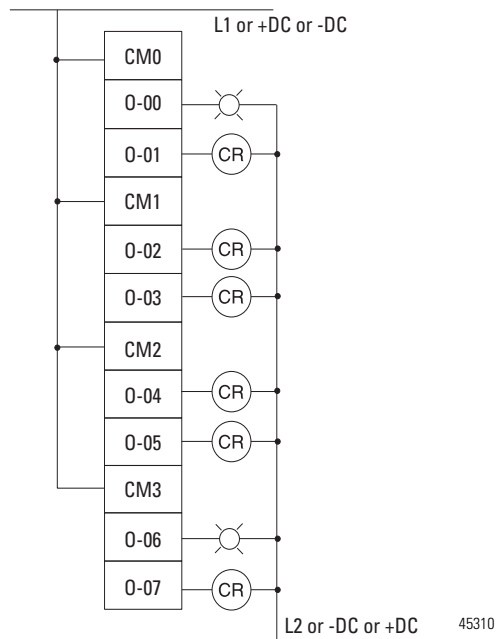 L1 or +DC or -DC
CM0
O-00
O-01 CR
CM1
O-02 CR
O-03 CR
CM2
O-04 CR
O-05 CR
CM3
O-06
O-07 CR
L2 or -DC or +DC 45310